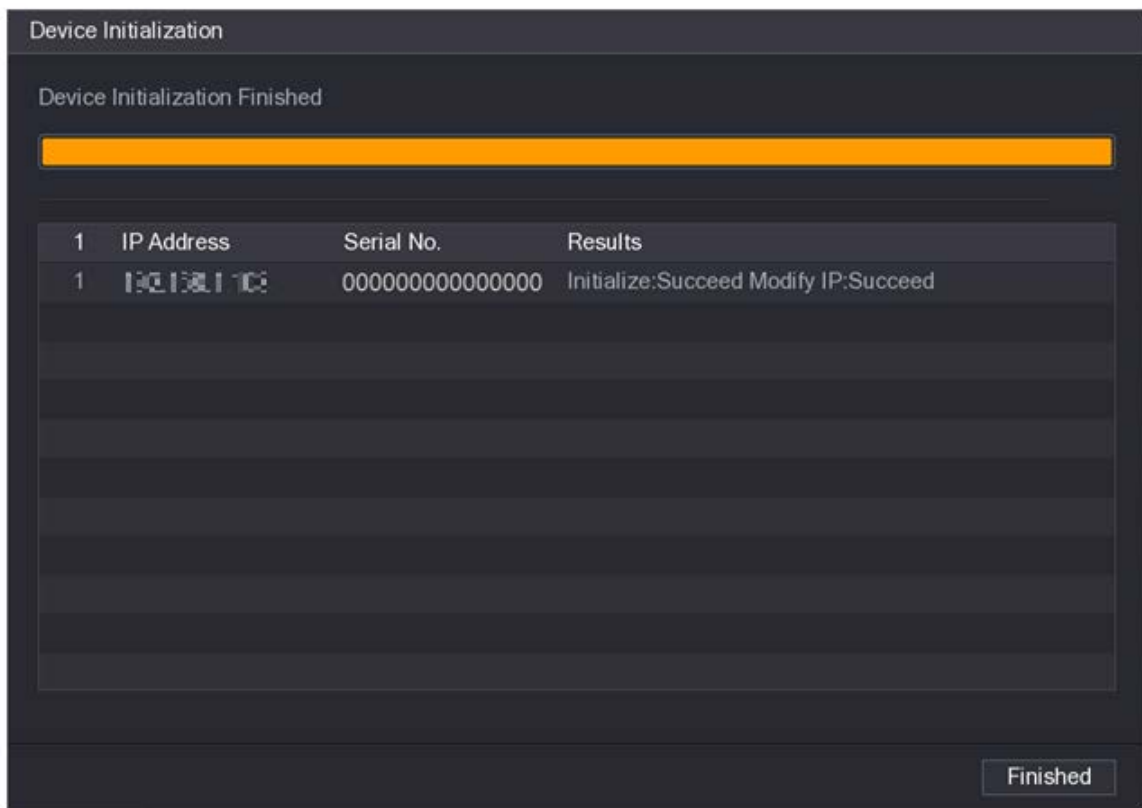 Device Initialization
Device Initialization Finished
1 IP Address Serial No. Results
1 000000000000000 Initialize:Succeed Modify IP:Succeed
Finished